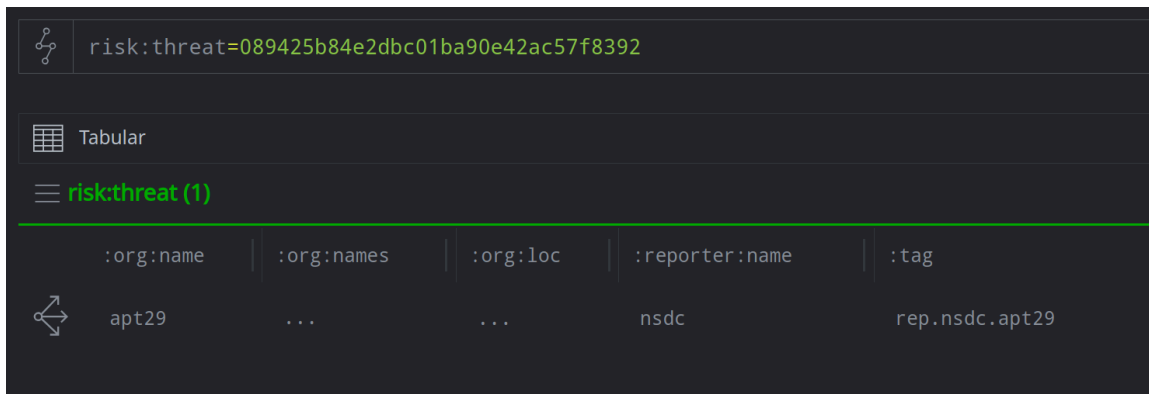 risk:threat=089425b84e2dbc01ba90e42ac57f8392
Tabular
risk:threat (1)
:org:name :org:names :org:loc :reporter:name :tag
apt29 ... ... nsdc rep.nsdc.apt29